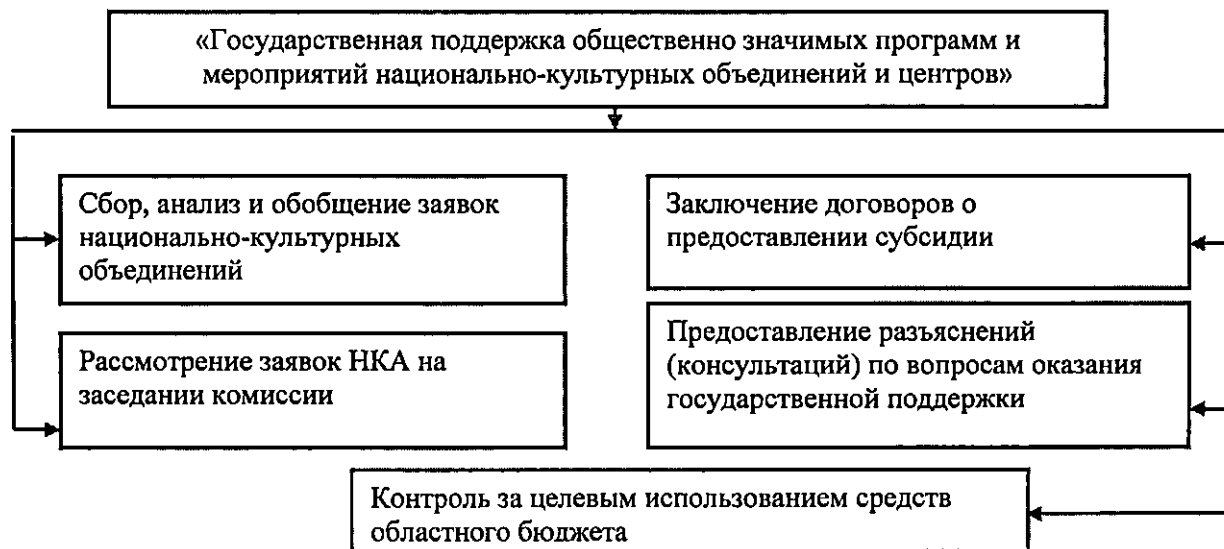 «Государственная поддержка общественно значимых программ и
мероприятий национально-культурных объединений и центров»
Сбор, анализ и обобщение заявок
национально-культурных
объединений
Заключение договоров о
предоставлении субсидии
Рассмотрение заявок НКА на
заседании комиссии
Предоставление разъяснений
(консультаций) по вопросам оказания
государственной поддержки
Контроль за целевым использованием средств
областного бюджета